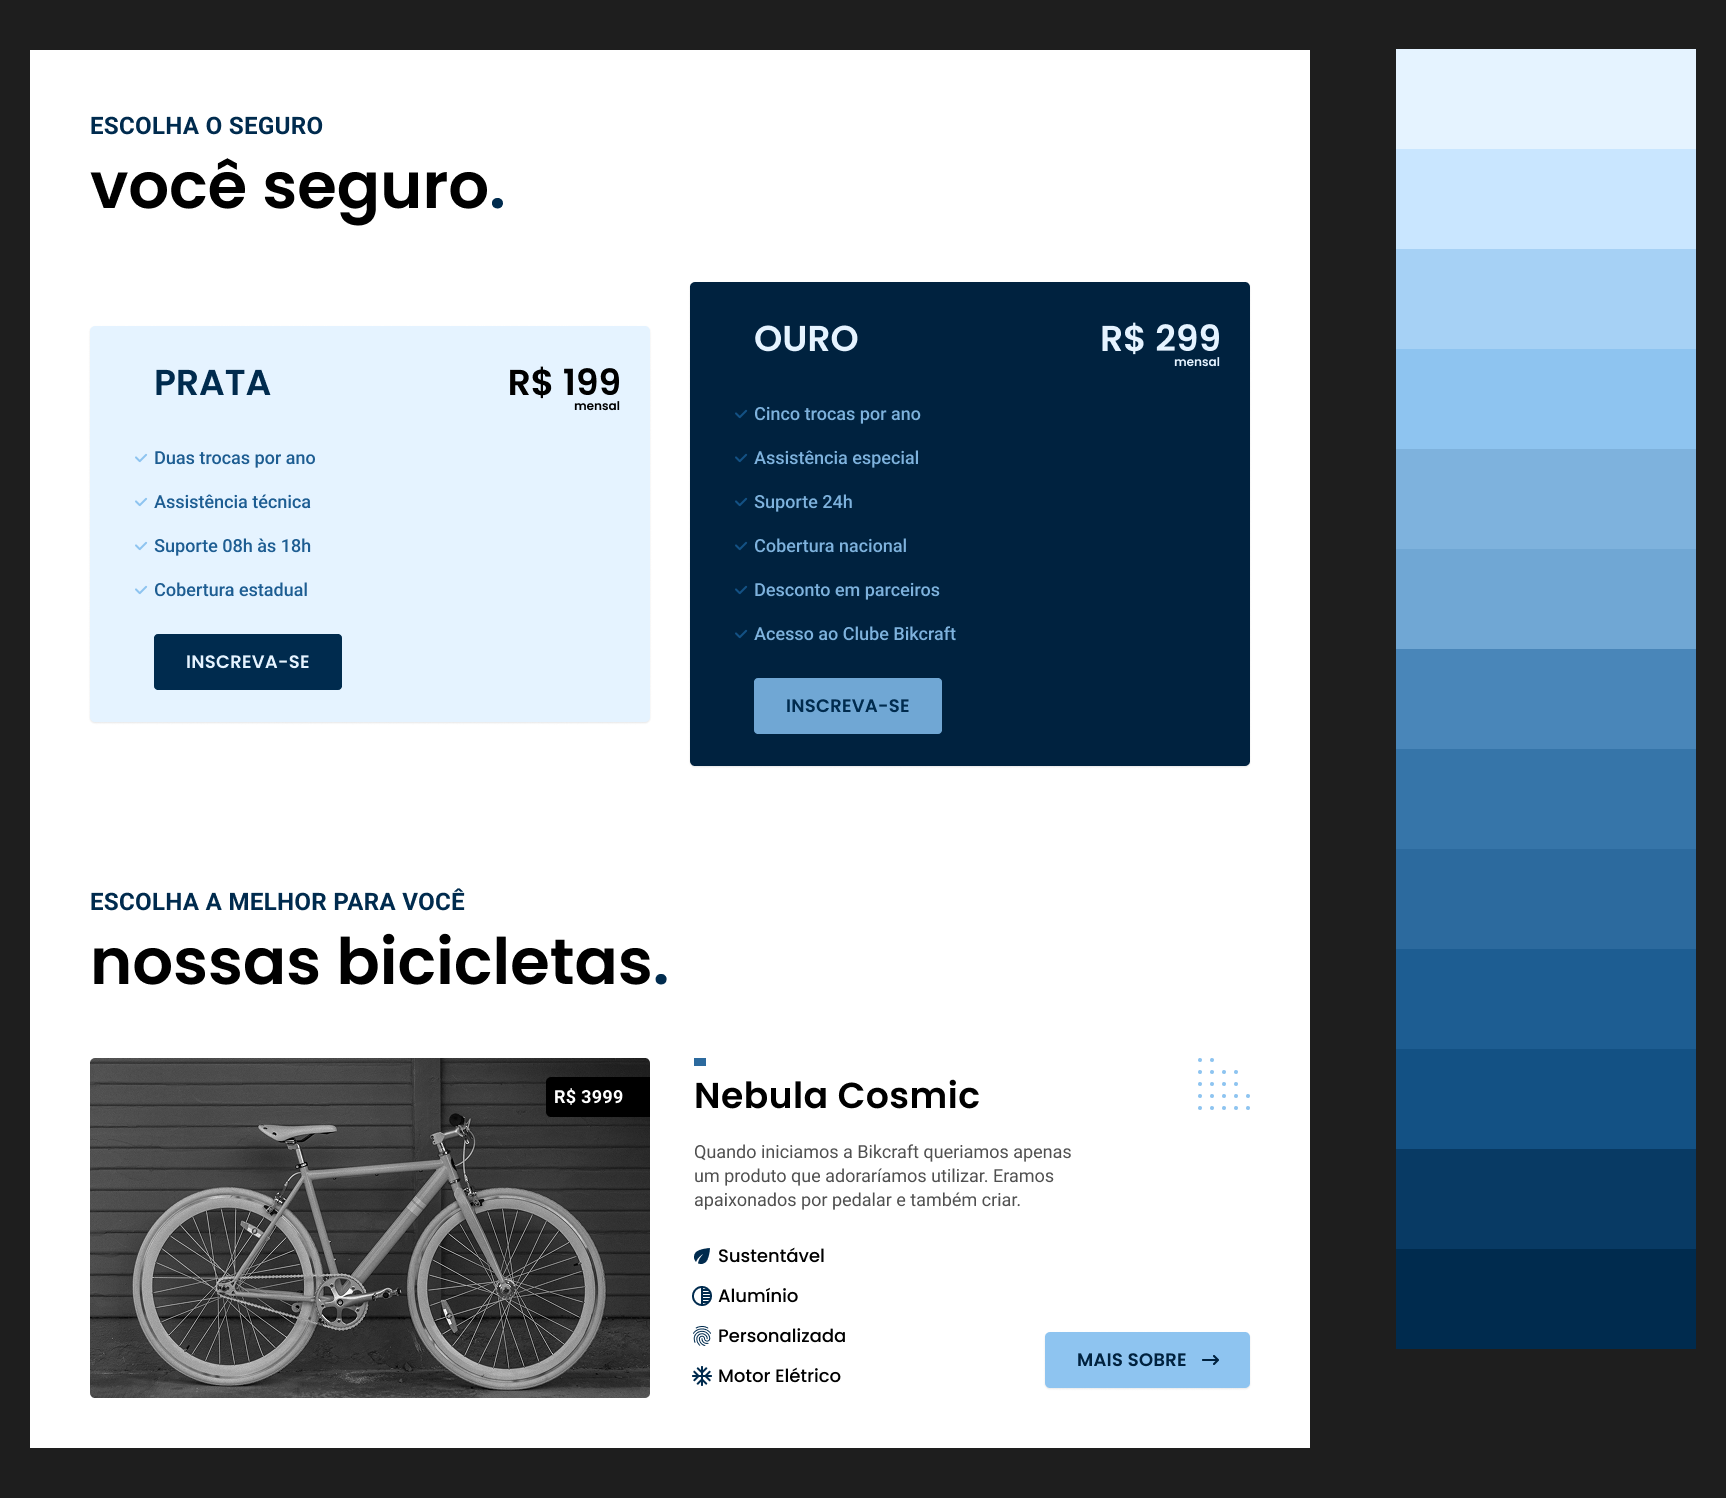 ESCOLHA O SEGURO
você seguro.
PRATA
R$ 199
mensal
Duas trocas por ano
Assistência técnica
Suporte 08h às 18h
Cobertura estadual
INSCREVA-SE
OURO
R$ 299
mensal
Cinco trocas por ano
Assistência especial
Suporte 24h
Cobertura nacional
Desconto em parceiros
Acesso ao Clube Bikcraft
INSCREVA-SE
ESCOLHA A MELHOR PARA VOCÊ
nossas bicicletas.
R$ 3999
Nebula Cosmic
Quando iniciamos a Bikcraft queriamos apenas
um produto que adoraríamos utilizar. Eramos
apaixonados por pedalar e também criar.
Sustentável
Alumínio
Personalizada
Motor Elétrico
MAIS SOBRE